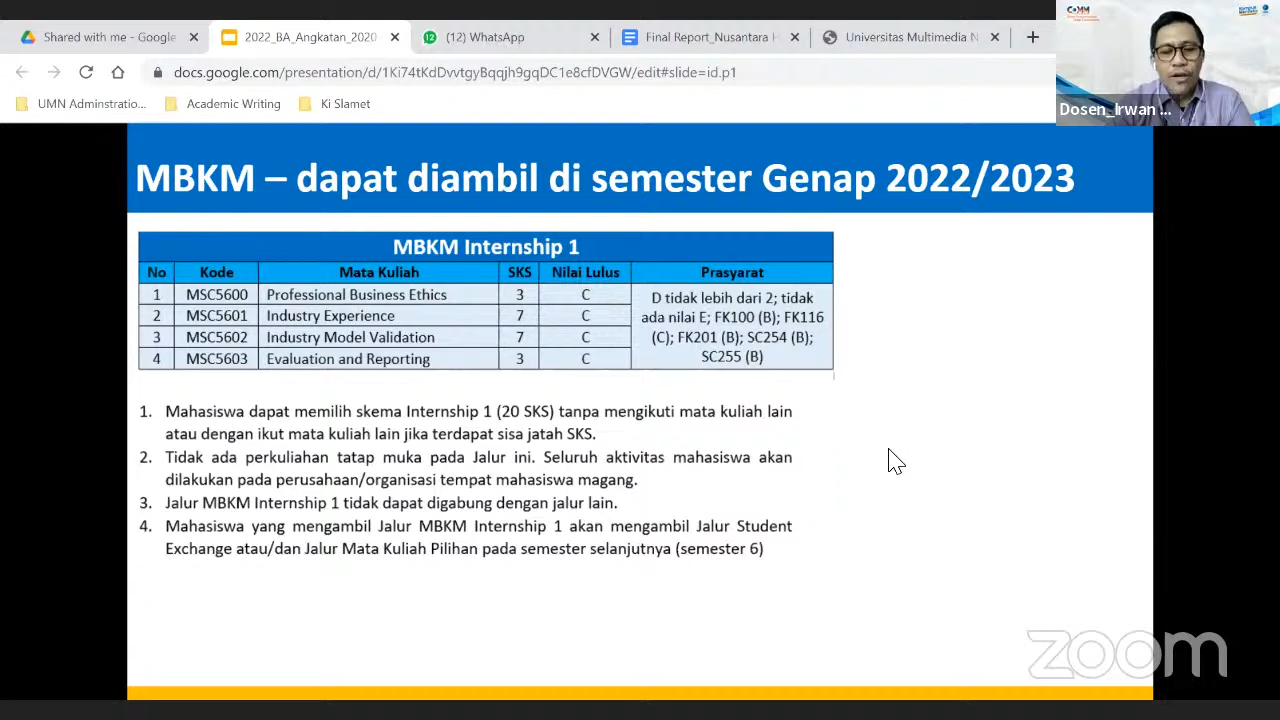 Shared with me - Google
2022_BA_Angkatan_2021
(12) WhatsApp
Final Report_Nusantara H
Universitas Multimedia N
docs.google.com/presentation/d/1Ki74tKdDvvtgyBqqjh9gqDC1e8cfDVGW/edit#slide=id.p1
UMN Adminstratio...
Academic Writing
Ki Slamet
Dosen_Irwan ...
MBKM – dapat diambil di semester Genap 2022/2023
MBKM Internship 1
No Kode Mata Kuliah SKS Nilai Lulus Prasyarat
1 MSC5600 Professional Business Ethics 3 C
2 MSC5601 Industry Experience 7 C
3 MSC5602 Industry Model Validation 7 C
4 MSC5603 Evaluation and Reporting 3 C
D tidak lebih dari 2; tidak
ada nilai E; FK100 (B); FK116
(C); FK201 (B); SC254 (B);
SC255 (B)
1. Mahasiswa dapat memilih skema Internship 1 (20 SKS) tanpa mengikuti mata kuliah lain
atau dengan ikut mata kuliah lain jika terdapat sisa jatah SKS.
2. Tidak ada perkuliahan tatap muka pada Jalur ini. Seluruh aktivitas mahasiswa akan
dilakukan pada perusahaan/organisasi tempat mahasiswa magang.
3. Jalur MBKM Internship 1 tidak dapat digabung dengan jalur lain.
4. Mahasiswa yang mengambil Jalur MBKM Internship 1 akan mengambil Jalur Student
Exchange atau/dan Jalur Mata Kuliah Pilihan pada semester selanjutnya (semester 6)
zoom